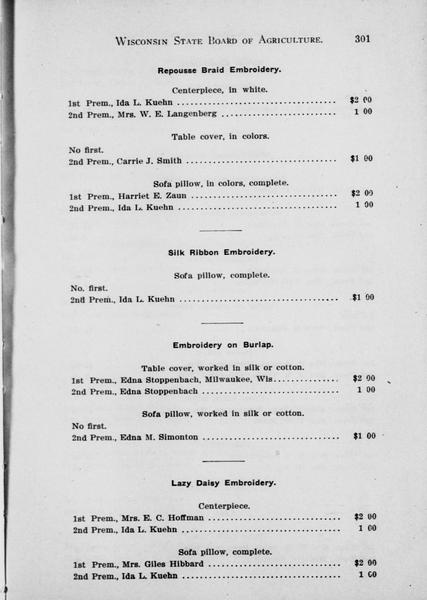 WISCONSIN STATE BOARD OF AGRICULTURE. 301
Repousse Braid Embroidery.
Centerpiece, in white.
1st Prem., Ida L. Kuehn ........................................ $2 00
2nd Prem., Mrs. W. E. Langenberg ............................. 1 00
Table cover, in colors.
No first.
2nd Prem., Carrie J. Smith ...................................... $1 00
Sofa pillow, in colors, complete.
1st Prem., Harriet E. Zaun ...................................... $2 00
2nd Prem., Ida L. Kuehn ........................................ 1 00
Silk Ribbon Embroidery.
Sofa pillow, complete.
No. first.
2nd Prem., Ida L. Kuehn ........................................ $1 00
Embroidery on Burlap.
Table cover, worked in silk or cotton.
1st Prem., Edna Stoppenbach, Milwaukee, Wis................... $2 00
2nd Prem., Edna Stoppenbach ................................... 1 00
Sofa pillow, worked in silk or cotton.
No first.
2nd Prem., Edna M. Simonton ................................... $1 00
Lazy Daisy Embroidery.
Centerpiece.
1st Prem., Mrs. E. C. Hoffman ................................. $2 00
2nd Prem., Ida L. Kuehn ........................................ 1 00
Sofa pillow, complete.
1st Prem., Mrs. Giles Hibbard .................................. $2 00
2nd Prem., Ida L. Kuehn ........................................ 1 00